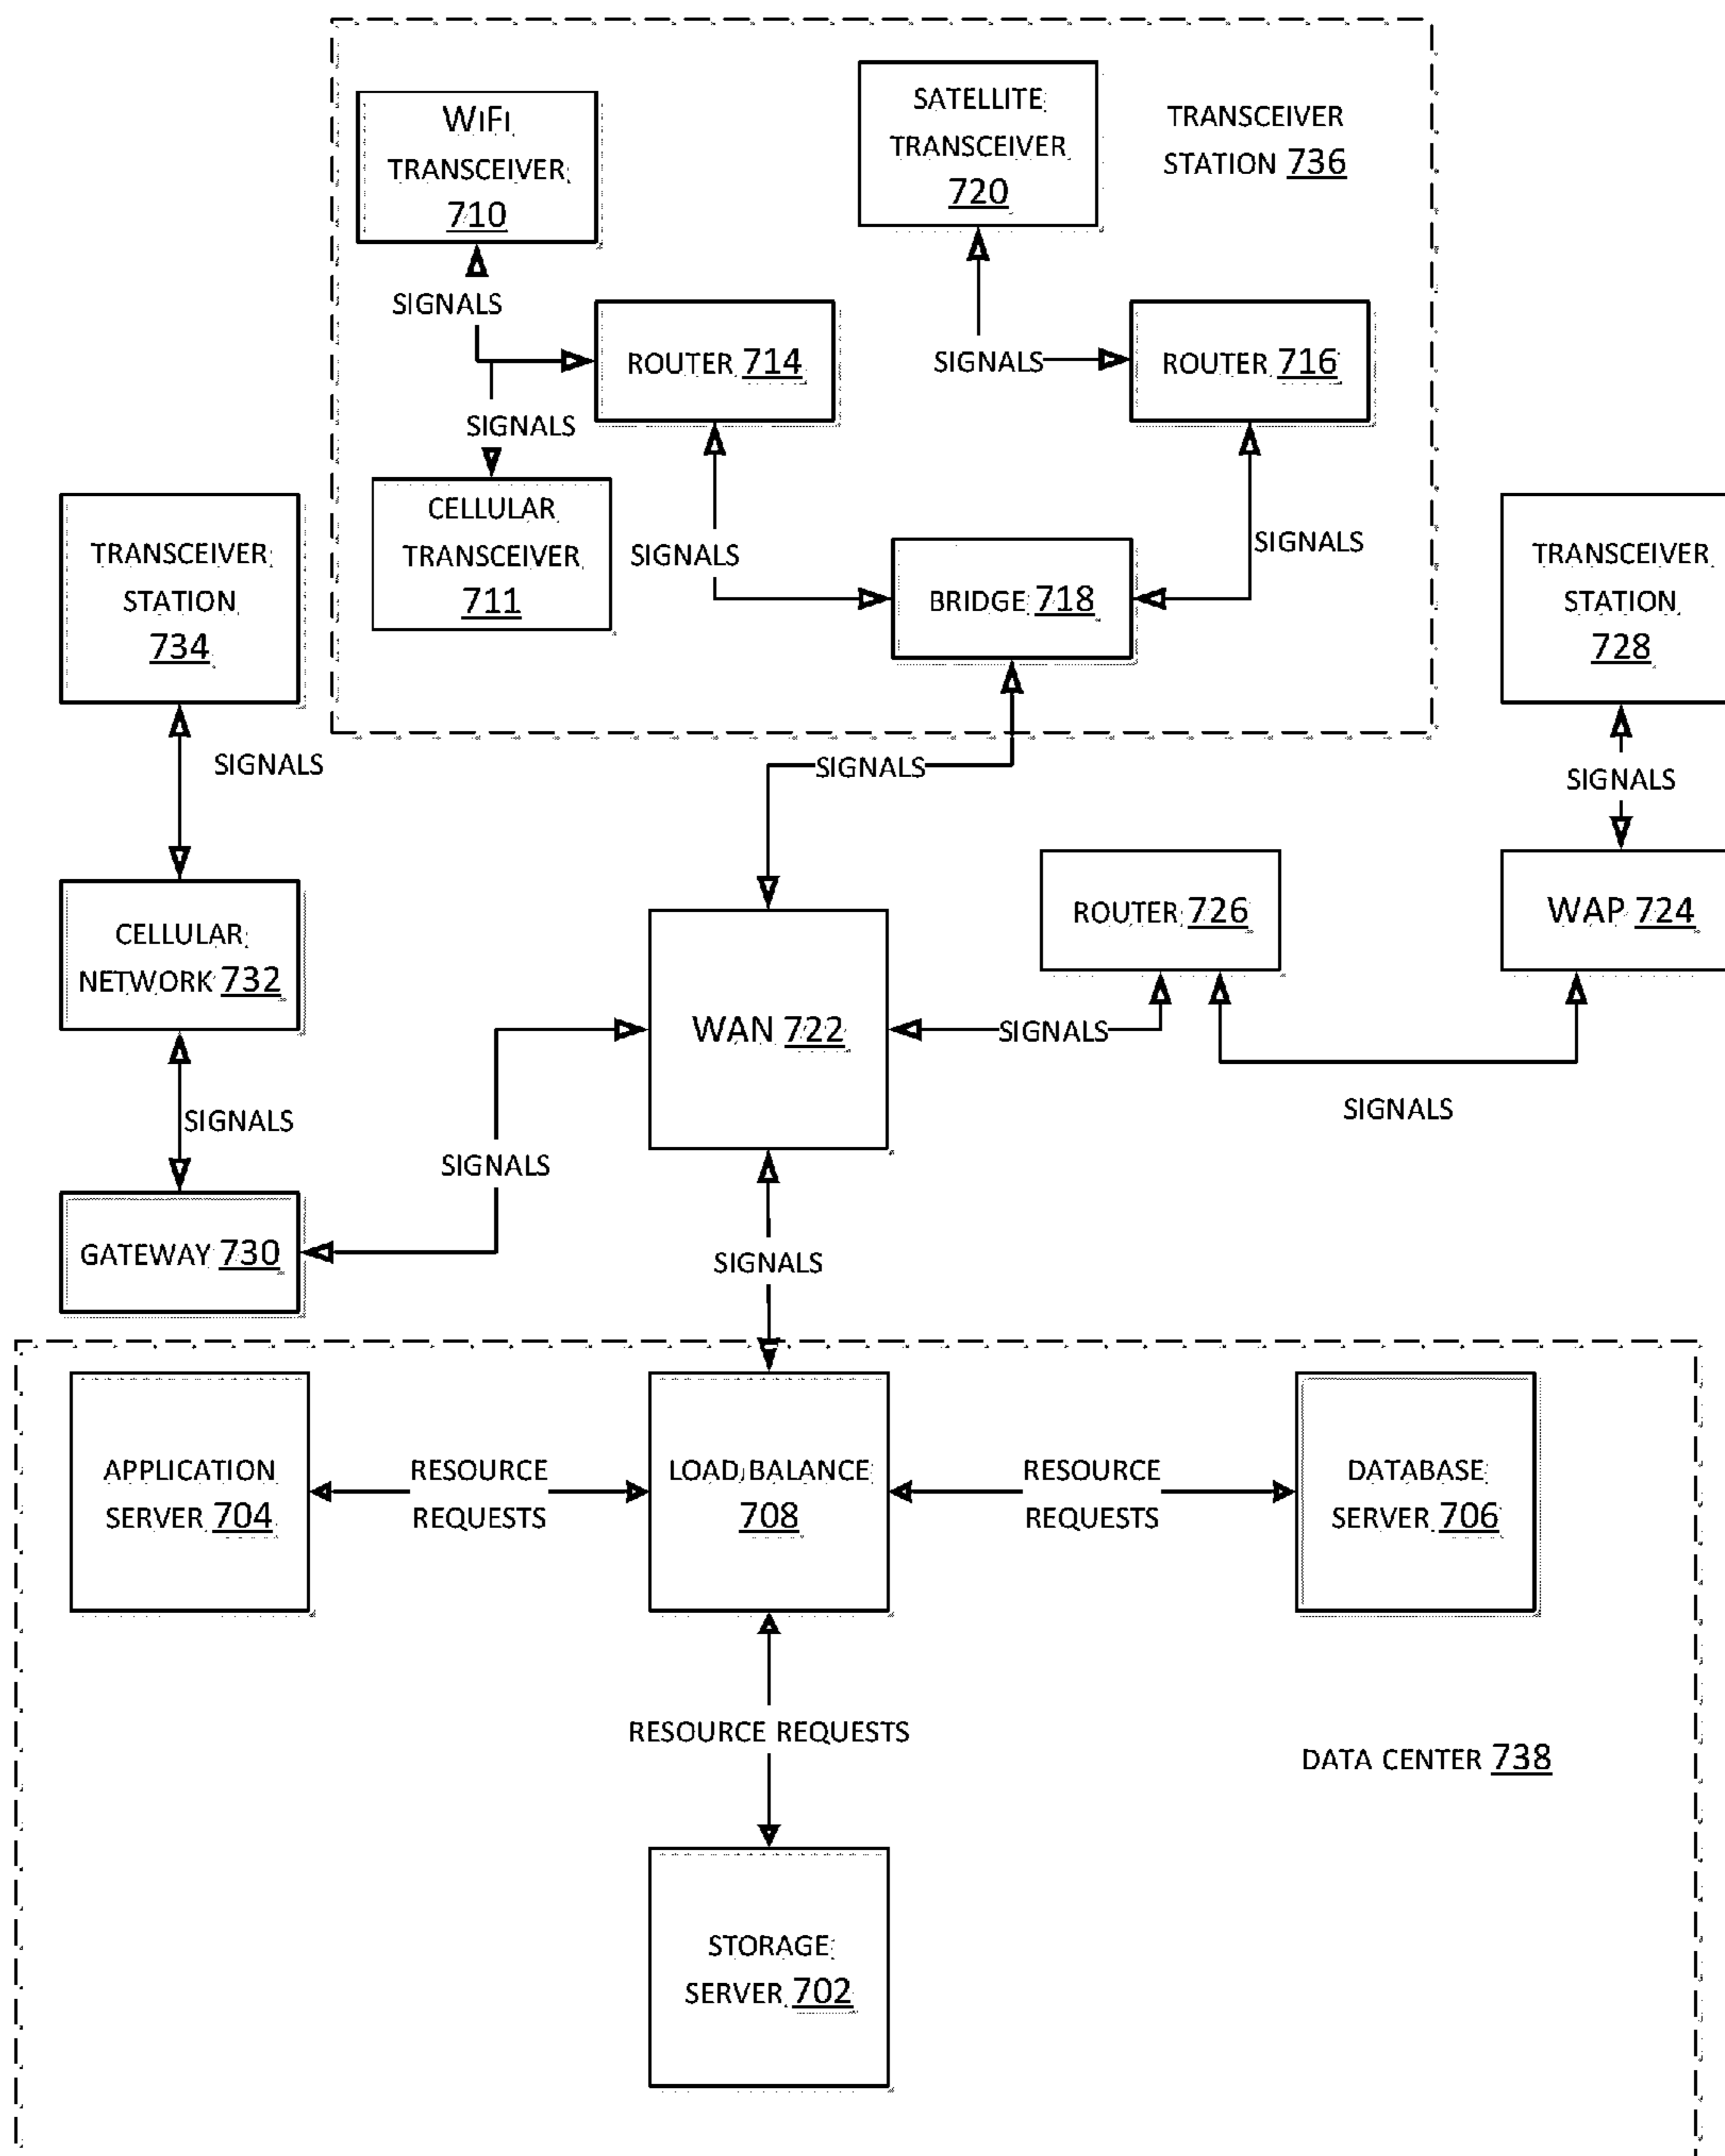 WiFi
TRANSCEIVER
710
SATELLITE
TRANSCEIVER
720
TRANSCEIVER
STATION 736
SIGNALS
ROUTER 714
SIGNALS
ROUTER 716
SIGNALS
CELLULAR
TRANSCEIVER
711
SIGNALS
BRIDGE 718
SIGNALS
TRANSCEIVER
STATION
734
TRANSCEIVER
STATION
728
SIGNALS
SIGNALS
SIGNALS
CELLULAR
NETWORK 732
ROUTER 726
WAP 724
WAN 722
SIGNALS
SIGNALS
SIGNALS
SIGNALS
GATEWAY 730
SIGNALS
APPLICATION
SERVER 704
RESOURCE
REQUESTS
LOAD BALANCE
708
RESOURCE
REQUESTS
DATABASE
SERVER 706
RESOURCE REQUESTS
DATA CENTER 738
STORAGE
SERVER 702